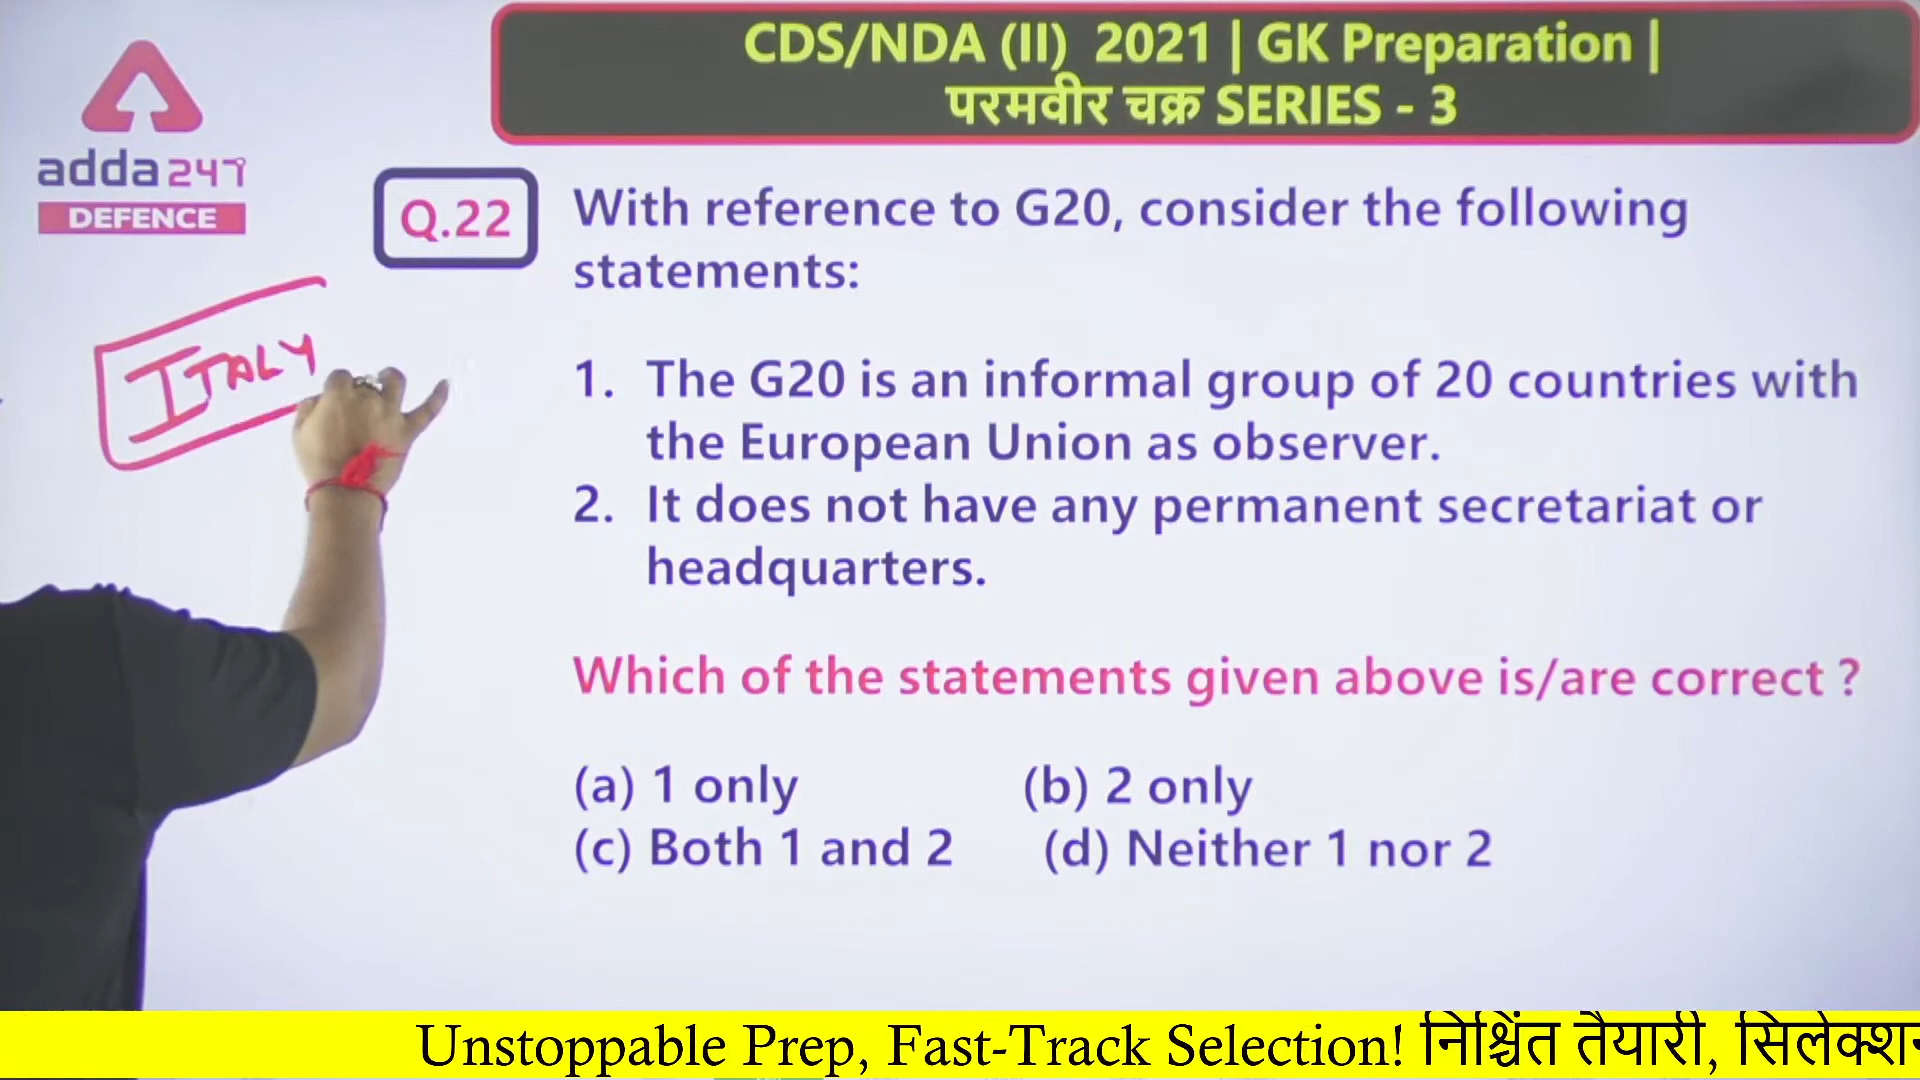 CDS/NDA (II) 2021 | GK Preparation |
परमवीर चक्र SERIES - 3
adda247
DEFENCE
Q.22
With reference to G20, consider the following
statements:
ITALY
1. The G20 is an informal group of 20 countries with
the European Union as observer.
2. It does not have any permanent secretariat or
headquarters.
Which of the statements given above is/are correct ?
(a) 1 only (b) 2 only
(c) Both 1 and 2 (d) Neither 1 nor 2
Unstoppable Prep, Fast-Track Selection! निश्चिंत तैयारी,